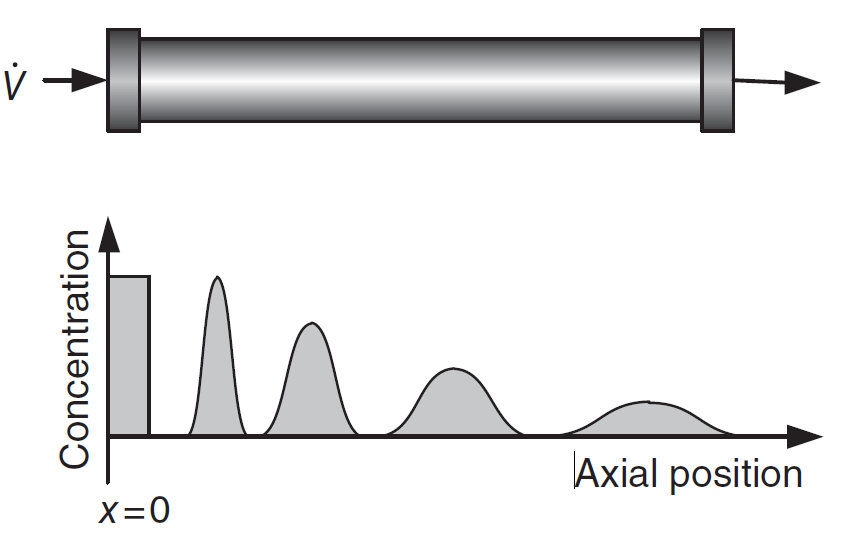 V̇
Concentration
Axial position
x=0